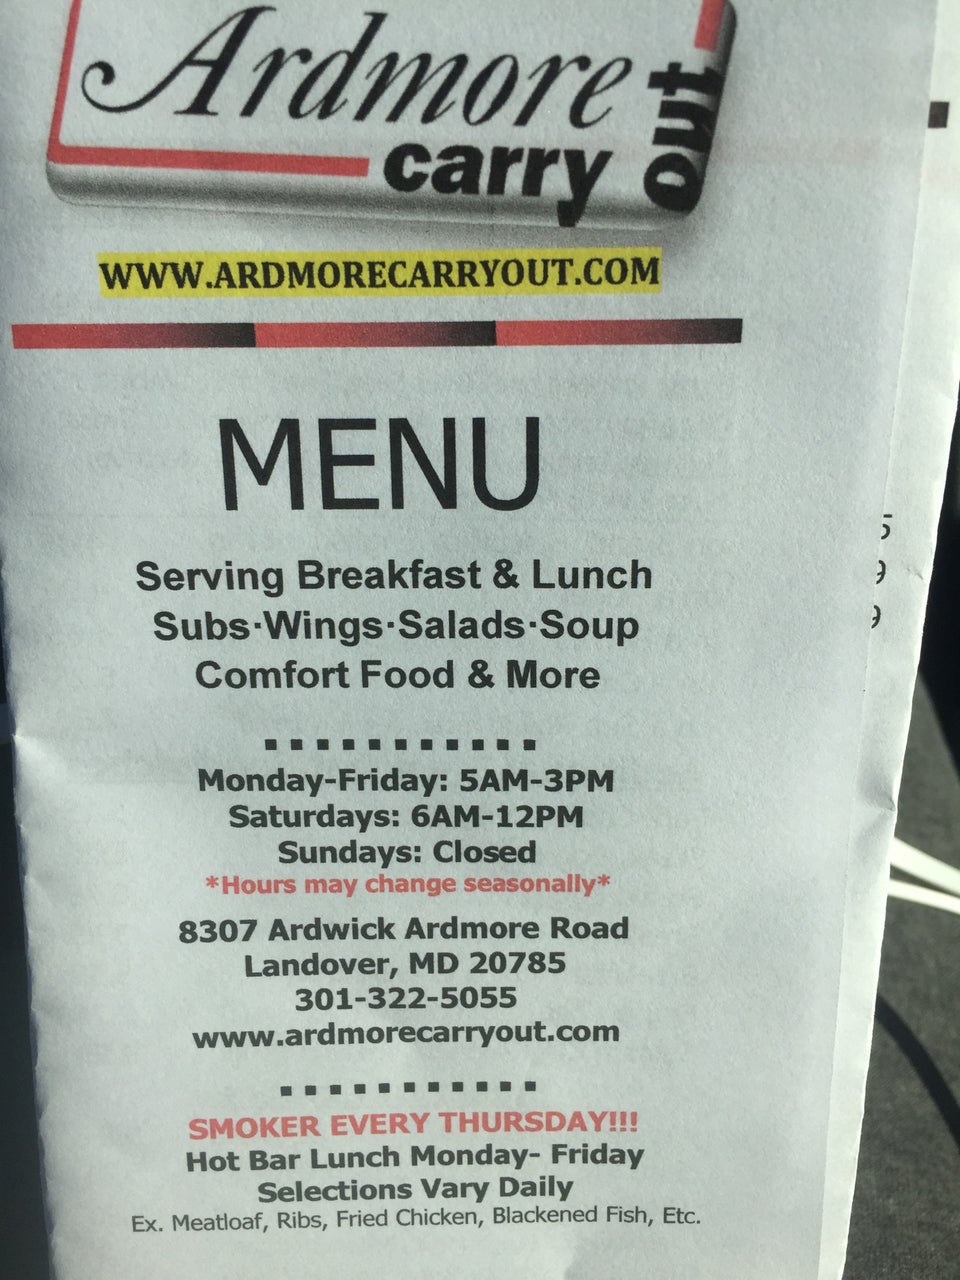 Ardmore
carry out
WWW.ARDMORECARRYOUT.COM
MENU
Serving Breakfast & Lunch
Subs·Wings·Salads·Soup
Comfort Food & More
Monday-Friday: 5AM-3PM
Saturdays: 6AM-12PM
Sundays: Closed
*Hours may change seasonally*
8307 Ardwick Ardmore Road
Landover, MD 20785
301-322-5055
www.ardmorecarryout.com
SMOKER EVERY THURSDAY!!!
Hot Bar Lunch Monday- Friday
Selections Vary Daily
Ex. Meatloaf, Ribs, Fried Chicken, Blackened Fish, Etc.
5
9
9